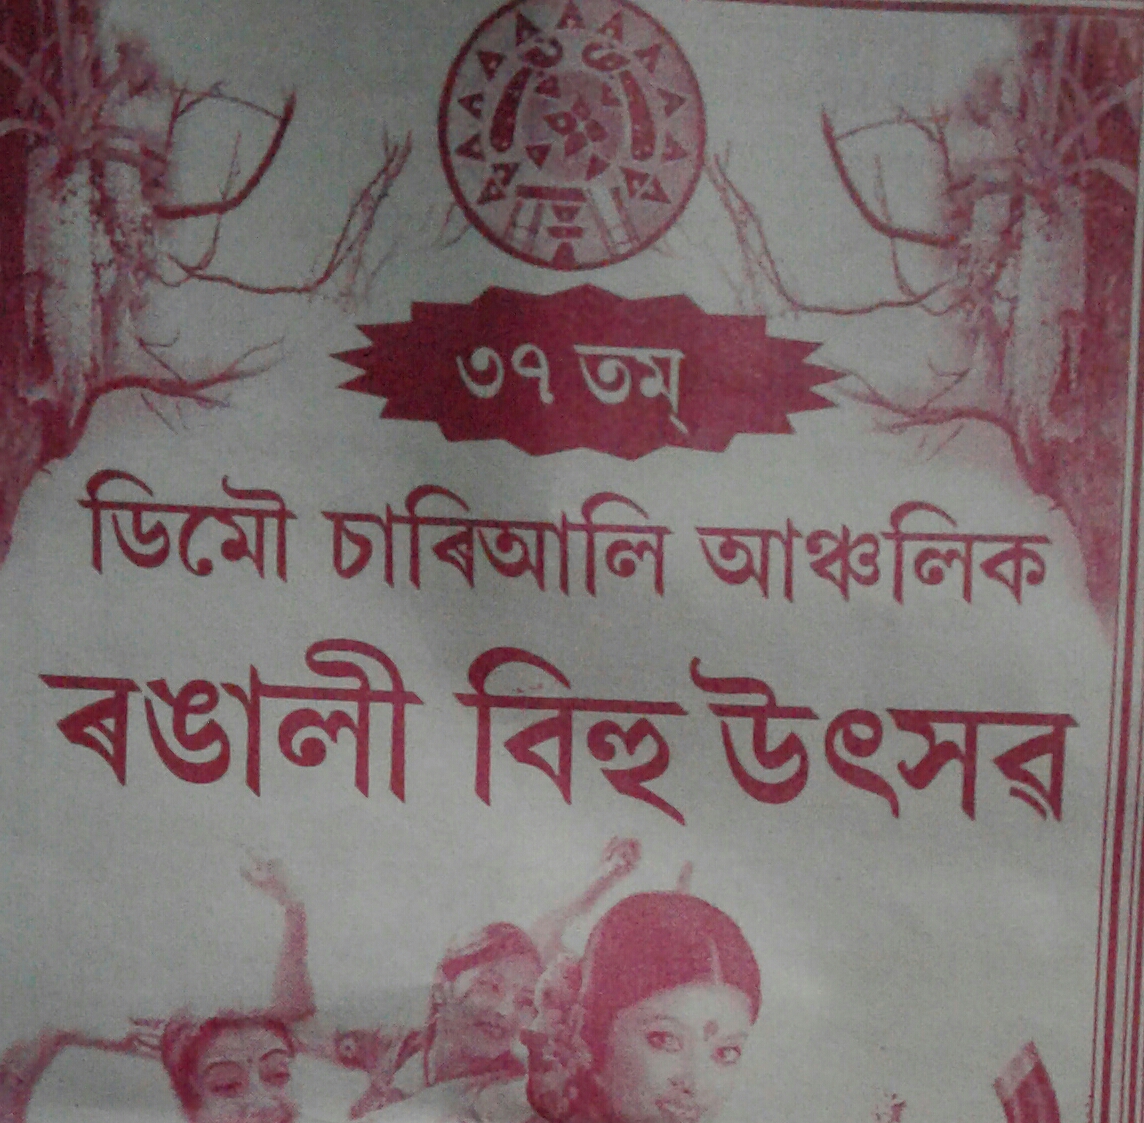 ৩৭ তম্
ডিমৌ চাৰিআলি আঞ্চলিক
ৰঙালী বিহু উৎসৱ